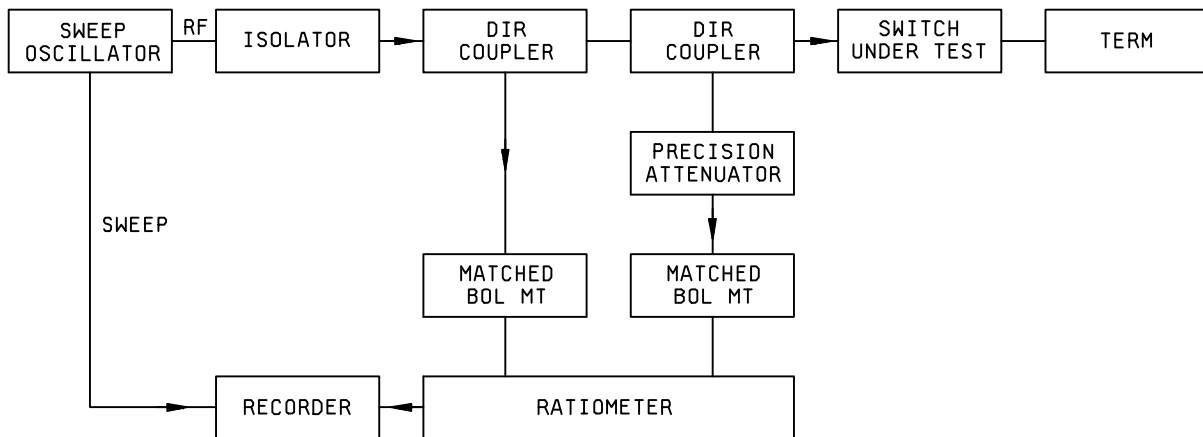 SWEEP
OSCILLATOR
RF
ISOLATOR
DIR
COUPLER
DIR
COUPLER
SWITCH
UNDER TEST
TERM
PRECISION
ATTENUATOR
SWEEP
MATCHED
BOL MT
MATCHED
BOL MT
RECORDER
RATIOMETER